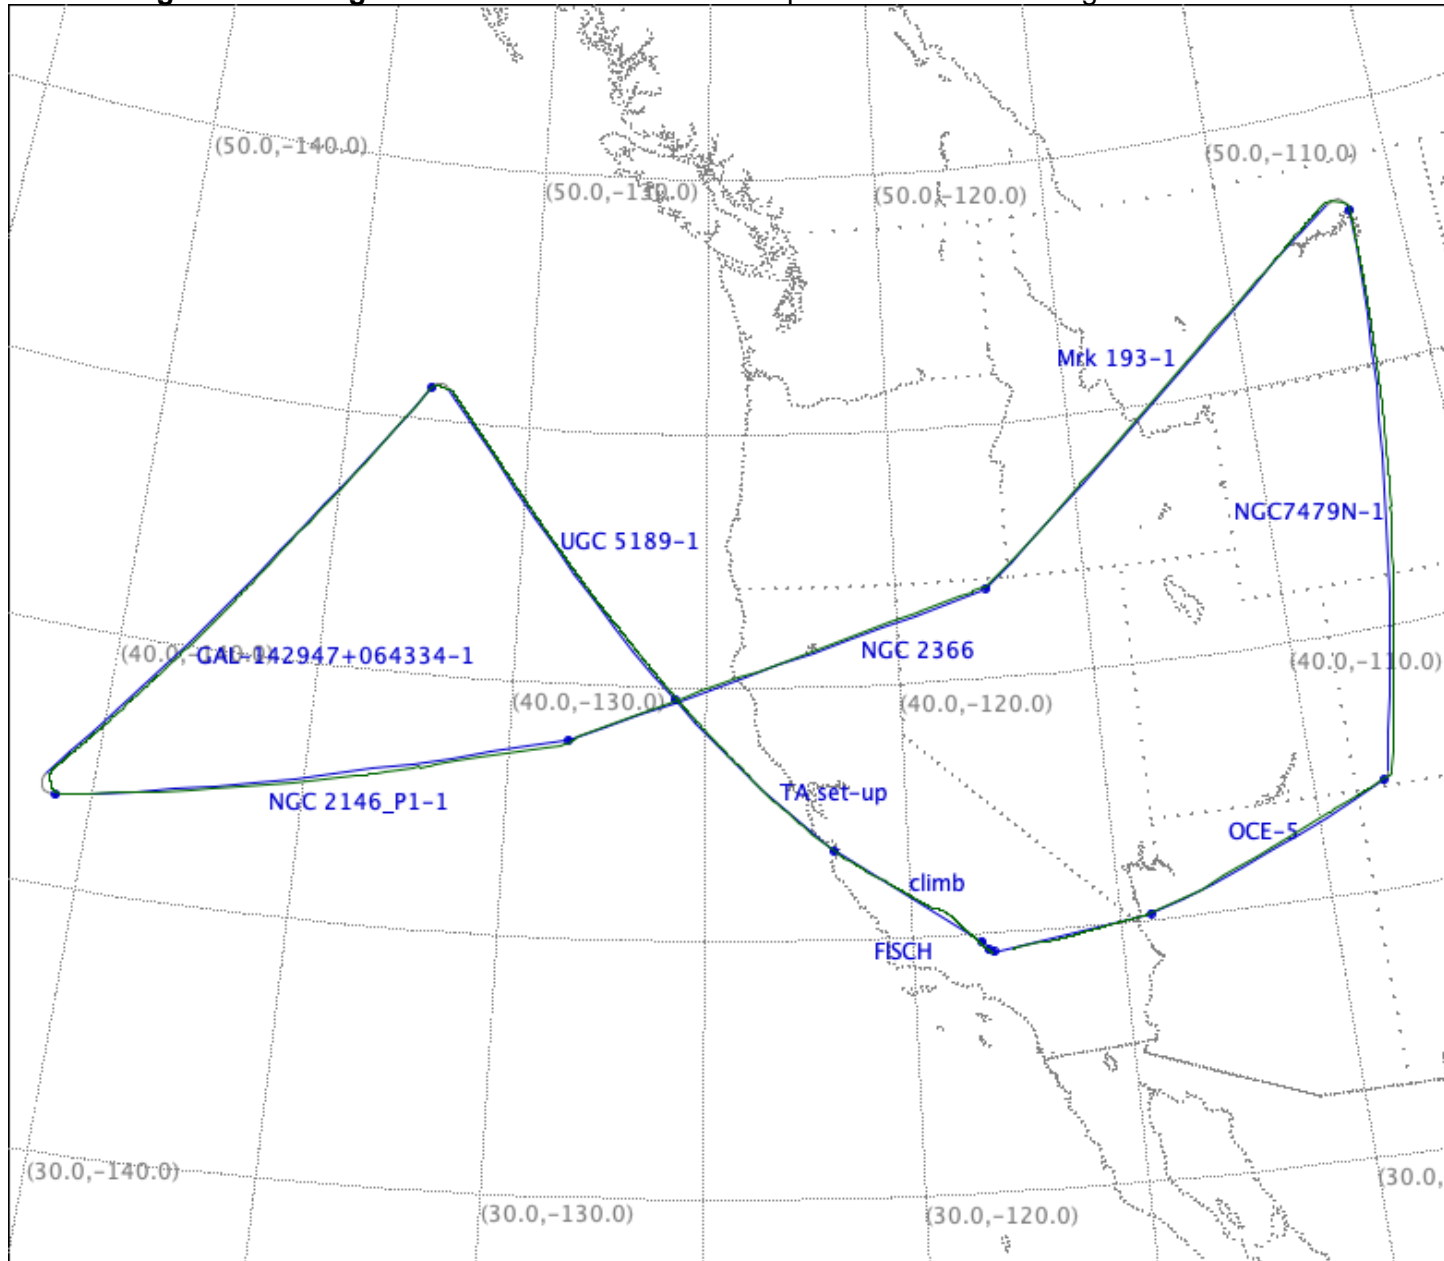 (50.0,-140.0)
(50.0,-110.0)
(50.0,-130.0)
(50.0,-120.0)
Mrk 193-1
NGC7479N-1
UGC 5189-1
NGC 2366
GAL-142947+064334-1
(40.0,-110.0)
(40.0,-130.0)
(40.0,-120.0)
TA set-up
NGC 2146_P1-1
OCE-5
climb
FISCH
(30.0,-140.0)
(30.0,
(30.0,-130.0)
(30.0,-120.0)